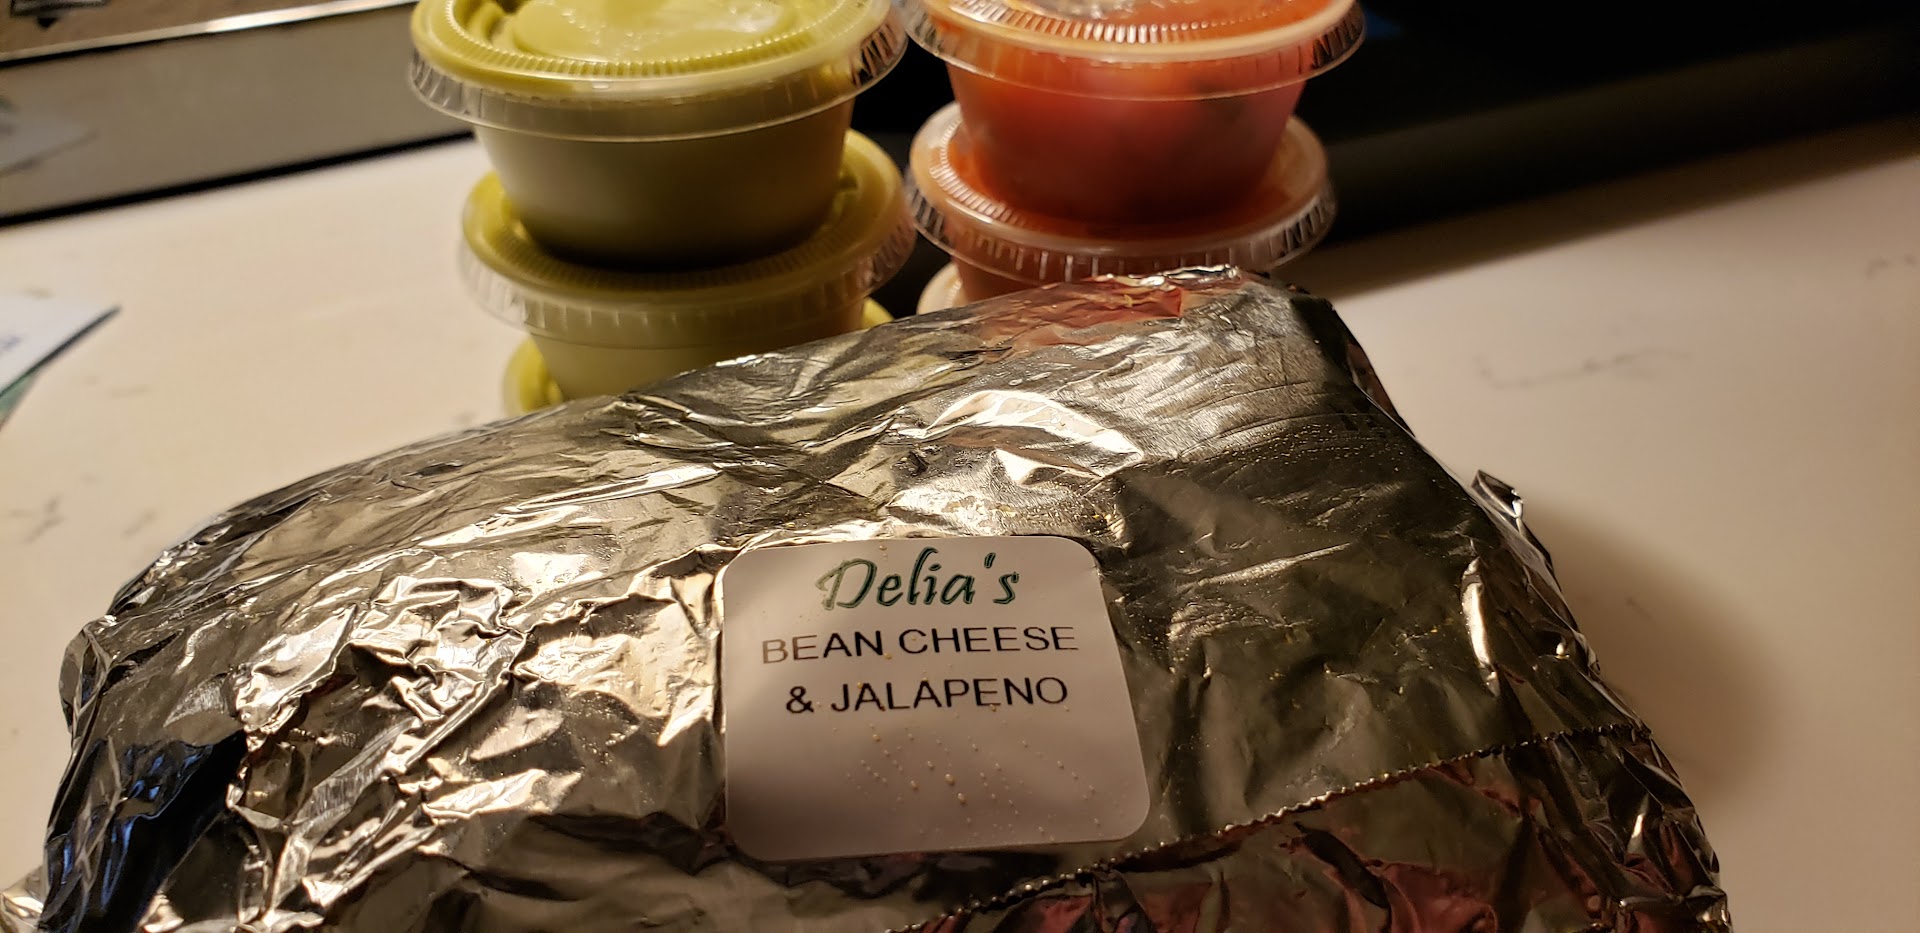 Delia's
BEAN CHEESE
& JALAPENO